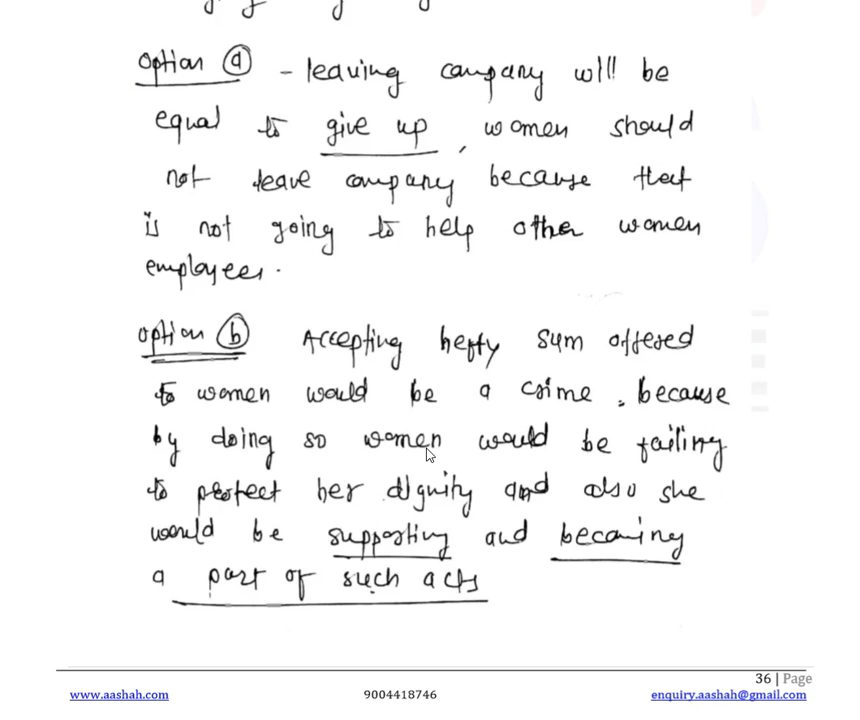 option (a) - leaving company will be
equal to give up, women should
not leave company because that
is not going to help other women
employees.
option (b) Accepting hefty sum offered
to women would be a crime. because
by doing so women would be failing
to protect her dignity and also she
would be supporting and becoming
a part of such acts
36 | Page
www.aashah.com 9004418746 enquiry.aashah@gmail.com